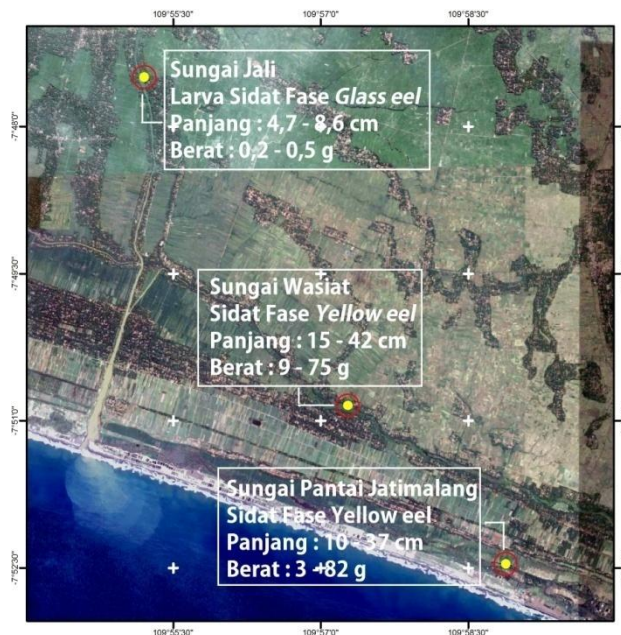 109°55'30" 109°57'0" 109°58'30"
Sungai Jali
Larva Sidat Fase Glass eel
Panjang : 4,7 - 8,6 cm
Berat : 0,2 - 0,5 g
-7°48'0"
-7°49'30"
Sungai Wasiat
Sidat Fase Yellow eel
Panjang : 15 - 42 cm
Berat : 9 - 75 g
-7°51'0"
Sungai Pantai Jatimalang
Sidat Fase Yellow eel
Panjang : 10 - 37 cm
Berat : 3 - 82 g
-7°52'30"
109°55'30" 109°57'0" 109°58'30"